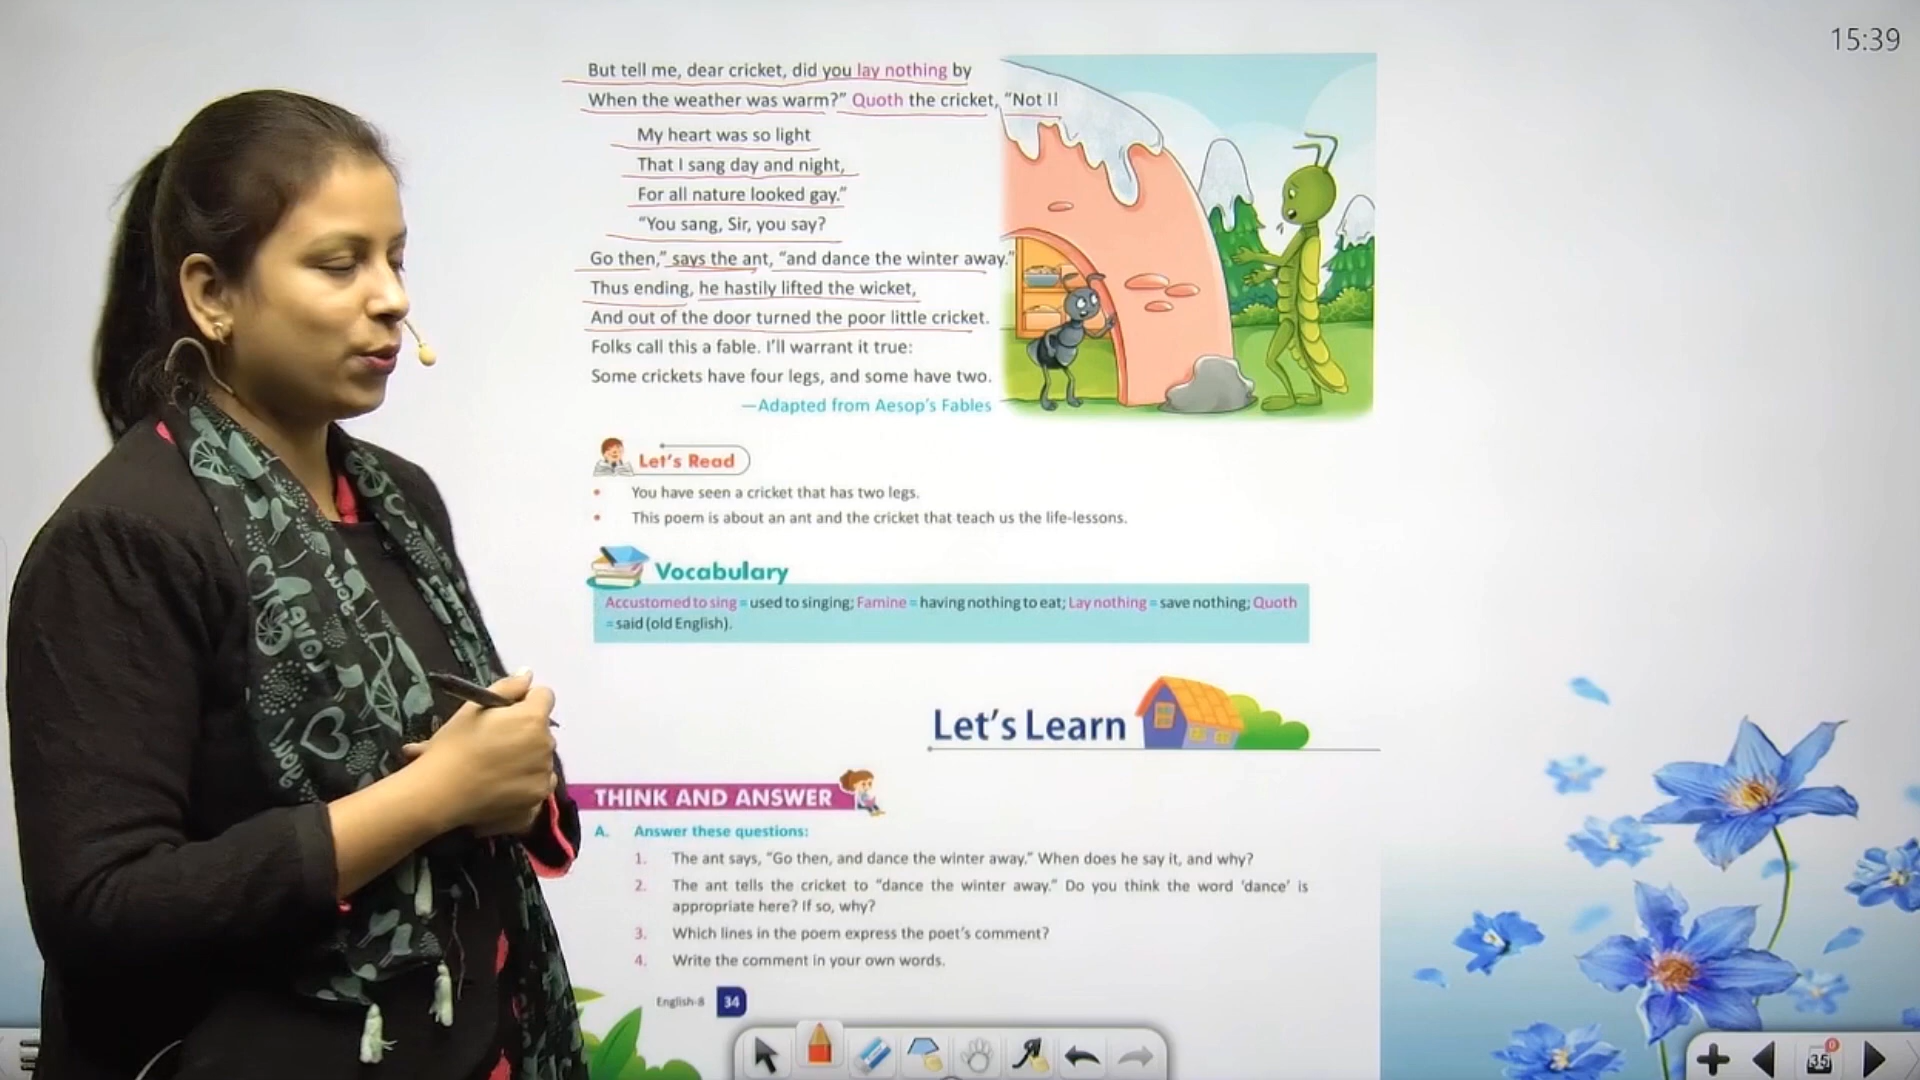 15:39
But tell me, dear cricket, did you lay nothing by
When the weather was warm?” Quoth the cricket, “Not I!
My heart was so light
That I sang day and night,
For all nature looked gay.”
“You sang, Sir, you say?
Go then,” says the ant, “and dance the winter away.”
Thus ending, he hastily lifted the wicket,
And out of the door turned the poor little cricket.
Folks call this a fable. I’ll warrant it true:
Some crickets have four legs, and some have two.
—Adapted from Aesop’s Fables
Let’s Read
• You have seen a cricket that has two legs.
• This poem is about an ant and the cricket that teach us the life-lessons.
Vocabulary
Accustomed to sing = used to singing; Famine = having nothing to eat; Lay nothing = save nothing; Quoth
= said (old English).
Let’s Learn
THINK AND ANSWER
A. Answer these questions:
1. The ant says, “Go then, and dance the winter away.” When does he say it, and why?
2. The ant tells the cricket to “dance the winter away.” Do you think the word ‘dance’ is
appropriate here? If so, why?
3. Which lines in the poem express the poet’s comment?
4. Write the comment in your own words.
English-8 34
35
0
LOVE